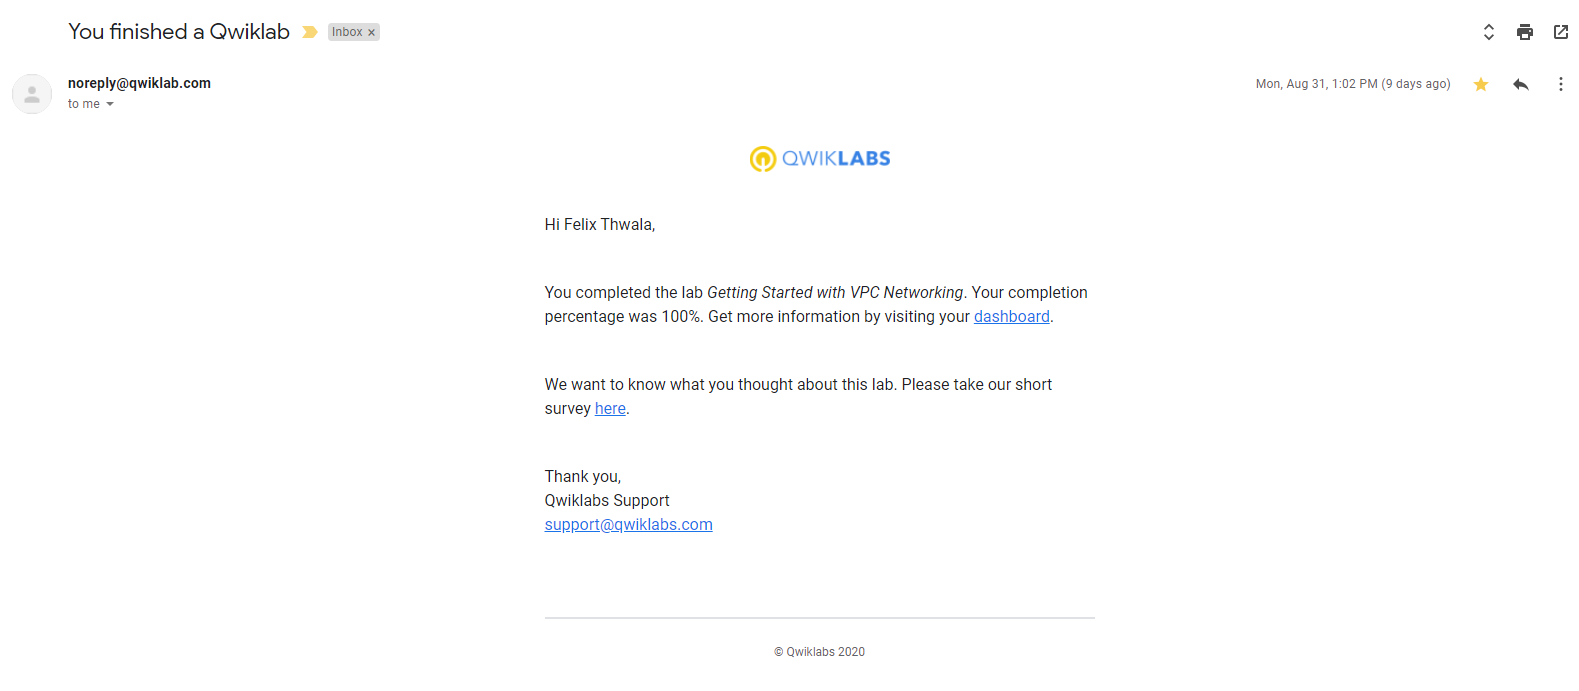 You finished a Qwiklab
Inbox ×
noreply@qwiklab.com
Mon, Aug 31, 1:02 PM (9 days ago)
to me
QWIKLABS
Hi Felix Thwala,
You completed the lab Getting Started with VPC Networking. Your completion
percentage was 100%. Get more information by visiting your dashboard.
We want to know what you thought about this lab. Please take our short
survey here.
Thank you,
Qwiklabs Support
support@qwiklabs.com
© Qwiklabs 2020